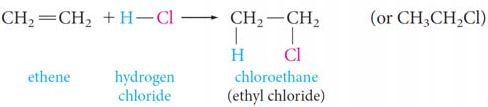 CH₂=CH₂ + H—Cl ⟶ CH₂—CH₂ (or CH₃CH₂Cl)
H Cl
ethene hydrogen chloride chloroethane
(ethyl chloride)